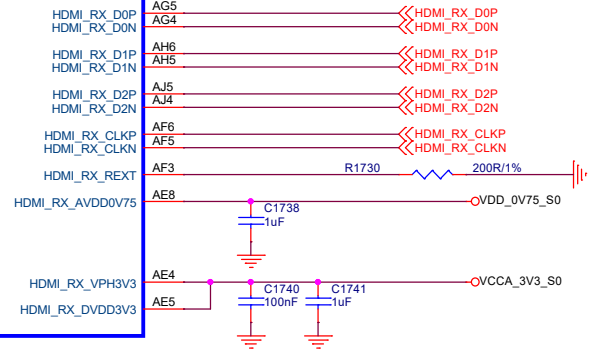 HDMI_RX_D0P AG5 HDMI_RX_D0P
HDMI_RX_D0N AG4 HDMI_RX_D0N
HDMI_RX_D1P AH6 HDMI_RX_D1P
HDMI_RX_D1N AH5 HDMI_RX_D1N
HDMI_RX_D2P AJ5 HDMI_RX_D2P
HDMI_RX_D2N AJ4 HDMI_RX_D2N
HDMI_RX_CLKP AF6 HDMI_RX_CLKP
HDMI_RX_CLKN AF5 HDMI_RX_CLKN
HDMI_RX_REXT AF3 R1730 200R/1%
HDMI_RX_AVDD0V75 AE8 VDD_0V75_S0
C1738
1uF
HDMI_RX_VPH3V3 AE4 VCCA_3V3_S0
C1740 C1741
HDMI_RX_DVDD3V3 AE5 100nF 1uF